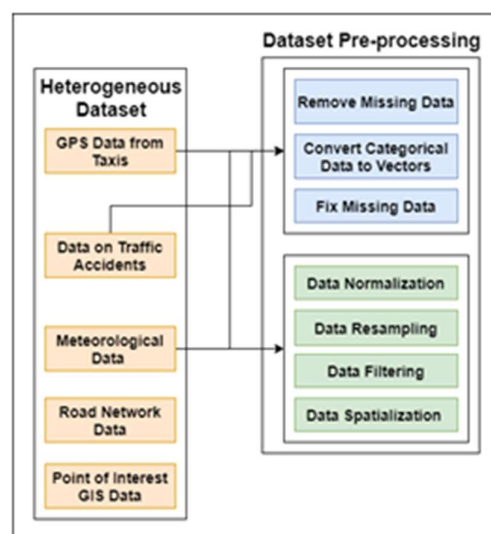 Heterogeneous
Dataset
GPS Data from
Taxis
Data on Traffic
Accidents
Meteorological
Data
Road Network
Data
Point of Interest
GIS Data
Dataset Pre-processing
Remove Missing Data
Convert Categorical
Data to Vectors
Fix Missing Data
Data Normalization
Data Resampling
Data Filtering
Data Spatialization